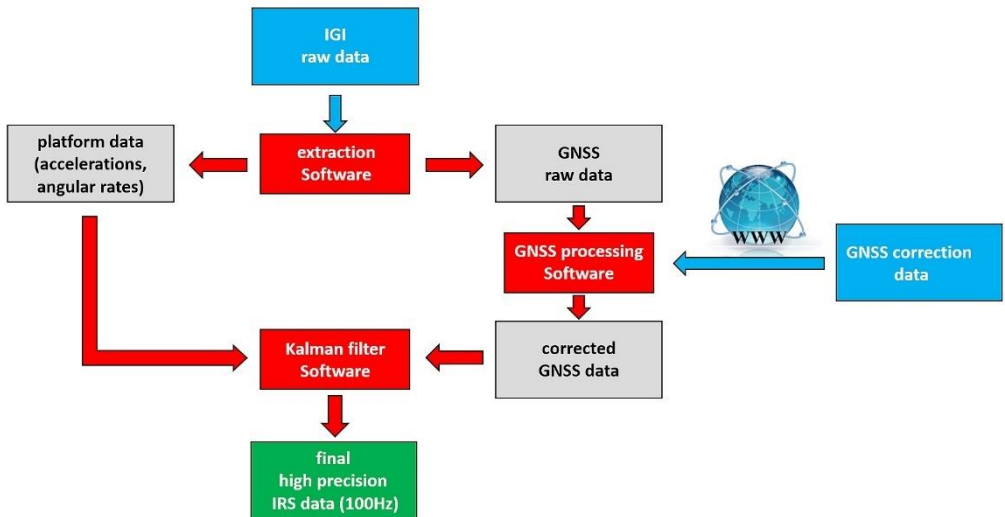 IGI
raw data
platform data
(accelerations,
angular rates)
extraction
Software
GNSS
raw data
WWW
GNSS processing
Software
GNSS correction
data
Kalman filter
Software
corrected
GNSS data
final
high precision
IRS data (100Hz)